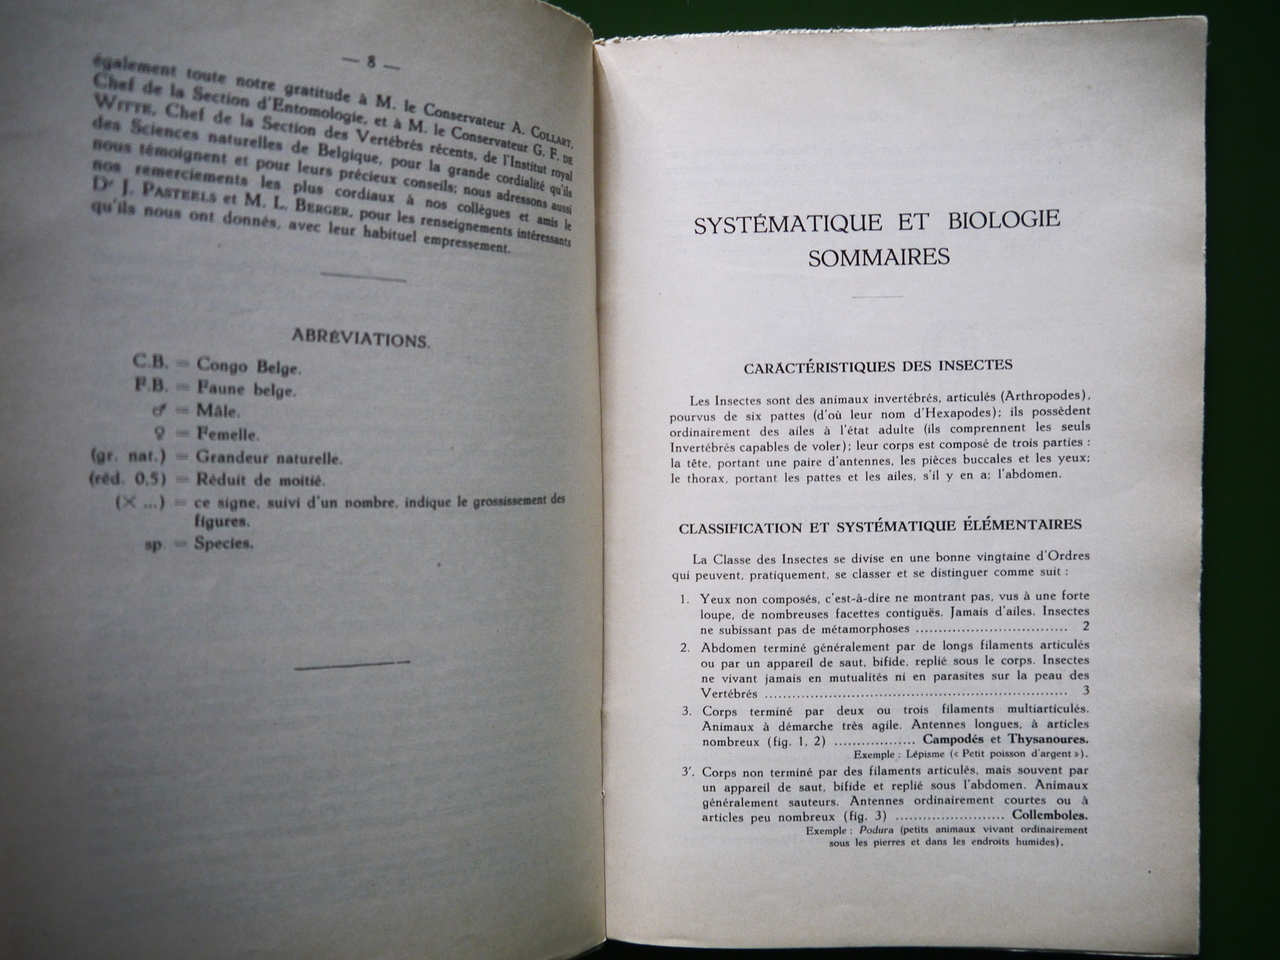 — 8 —
également toute notre gratitude à M. le Conservateur A. COLLART,
Chef de la Section d'Entomologie, et à M. le Conservateur G. F. DE
WITTE, Chef de la Section des Vertébrés récents, de l'Institut royal
des Sciences naturelles de Belgique, pour la grande cordialité qu'ils
nous témoignent et pour leurs précieux conseils; nous adressons aussi
nos remerciements les plus cordiaux à nos collègues et amis le
Dr J. PASTEELS et M. L. BERGER, pour les renseignements intéressants
qu'ils nous ont donnés, avec leur habituel empressement.
ABRÉVIATIONS.
C.B. = Congo Belge.
F.B. = Faune belge.
♂ = Mâle.
♀ = Femelle.
(gr. nat.) = Grandeur naturelle.
(réd. 0,5) = Réduit de moitié.
(× ...) = ce signe, suivi d'un nombre, indique le grossissement des
figures.
sp. = Species.
SYSTÉMATIQUE ET BIOLOGIE
SOMMAIRES
CARACTÉRISTIQUES DES INSECTES
Les Insectes sont des animaux invertébrés, articulés (Arthropodes),
pourvus de six pattes (d'où leur nom d'Hexapodes); ils possèdent
ordinairement des ailes à l'état adulte (ils comprennent les seuls
Invertébrés capables de voler); leur corps est composé de trois parties :
la tête, portant une paire d'antennes, les pièces buccales et les yeux;
le thorax, portant les pattes et les ailes, s'il y en a; l'abdomen.
CLASSIFICATION ET SYSTÉMATIQUE ÉLÉMENTAIRES
La Classe des Insectes se divise en une bonne vingtaine d'Ordres
qui peuvent, pratiquement, se classer et se distinguer comme suit :
1. Yeux non composés, c'est-à-dire ne montrant pas, vus à une forte
loupe, de nombreuses facettes contiguës. Jamais d'ailes. Insectes
ne subissant pas de métamorphoses ................................ 2
2. Abdomen terminé généralement par de longs filaments articulés
ou par un appareil de saut, bifide, replié sous le corps. Insectes
ne vivant jamais en mutualités ni en parasites sur la peau des
Vertébrés ................................................................ 3
3. Corps terminé par deux ou trois filaments multiarticulés.
Animaux à démarche très agile. Antennes longues, à articles
nombreux (fig. 1, 2) .................. Campodés et Thysanoures.
Exemple : Lépisme (« Petit poisson d'argent »).
3'. Corps non terminé par des filaments articulés, mais souvent par
un appareil de saut, bifide et replié sous l'abdomen. Animaux
généralement sauteurs. Antennes ordinairement courtes ou à
articles peu nombreux (fig. 3) ........................ Collemboles.
Exemple : Podura (petits animaux vivant ordinairement
sous les pierres et dans les endroits humides).